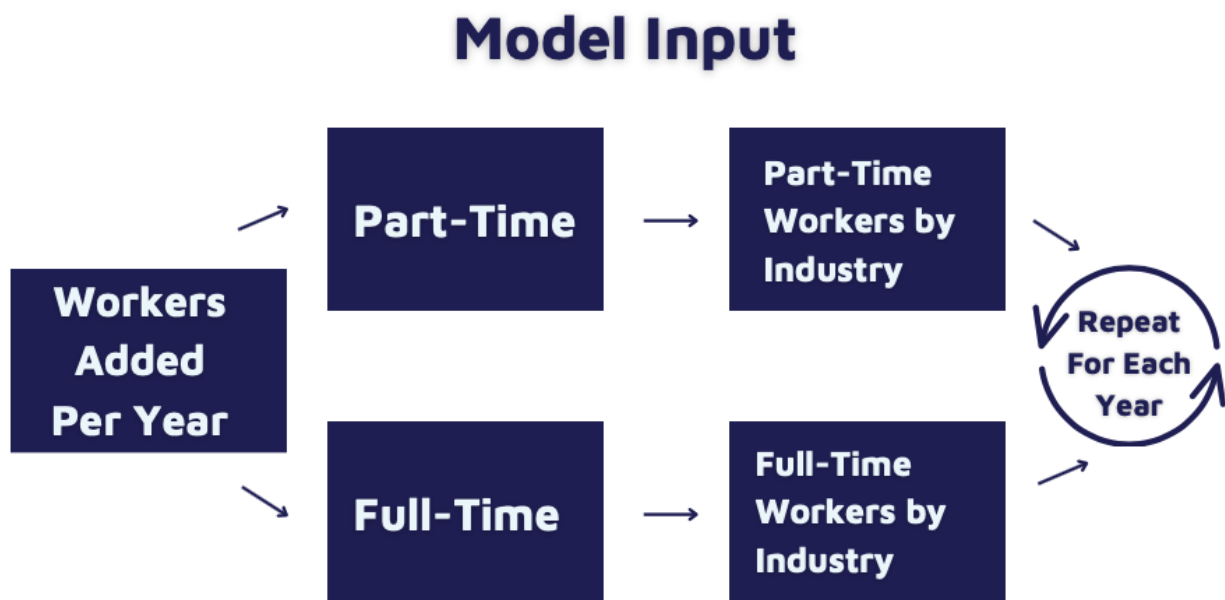 Model Input
Workers
Added
Per Year
Part-Time
Part-Time
Workers by
Industry
Full-Time
Full-Time
Workers by
Industry
Repeat
For Each
Year